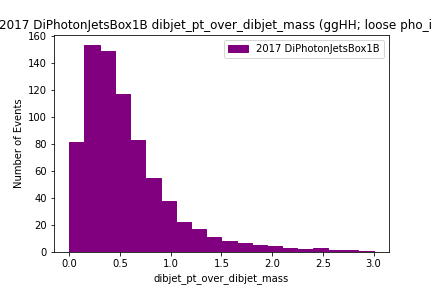 2017 DiPhotonJetsBox1B dibjet_pt_over_dibjet_mass (ggHH; loose pho_i
160
140
120
100
80
60
40
20
0
Number of Events
2017 DiPhotonJetsBox1B
0.0 0.5 1.0 1.5 2.0 2.5 3.0
dibjet_pt_over_dibjet_mass